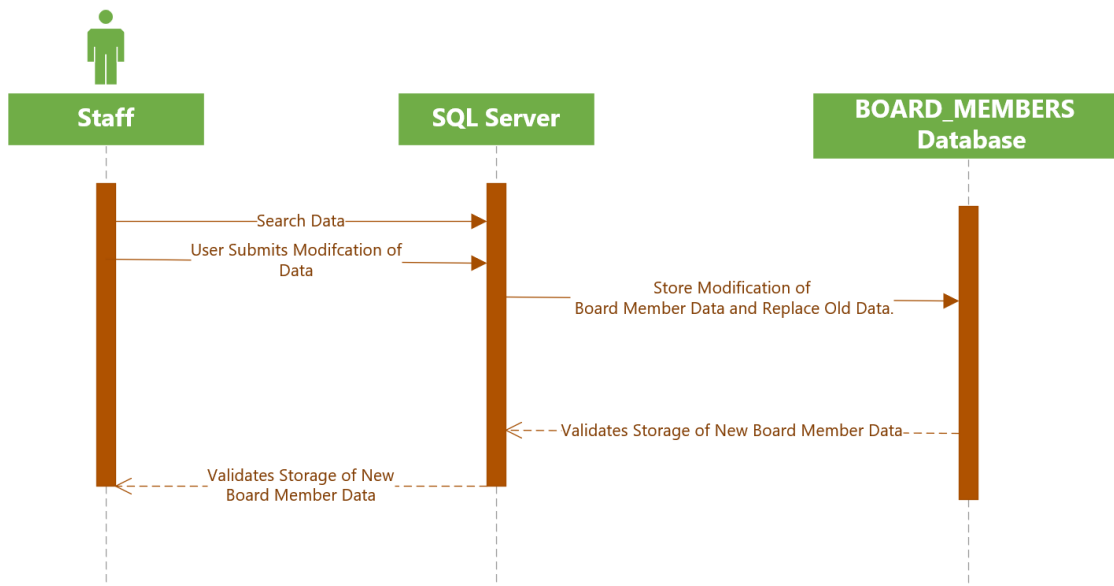 Staff
SQL Server
BOARD_MEMBERS
Database
Search Data
User Submits Modifcation of
Data
Store Modification of
Board Member Data and Replace Old Data.
Validates Storage of New Board Member Data
Validates Storage of New
Board Member Data